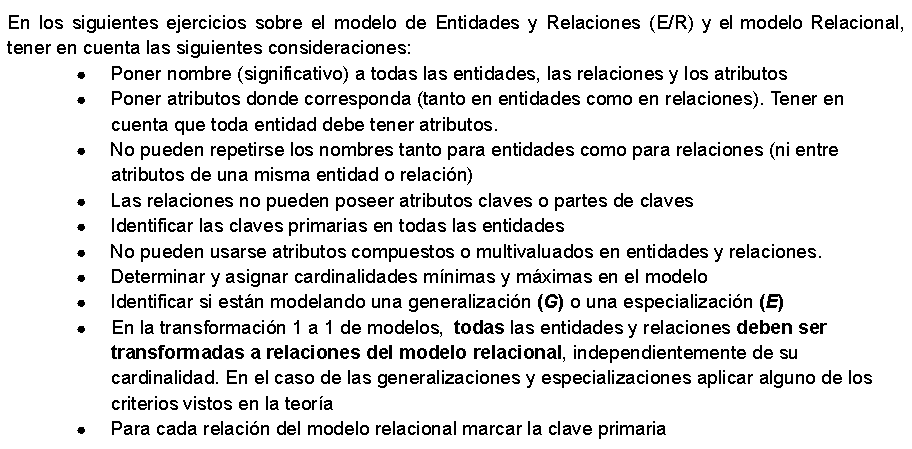 En los siguientes ejercicios sobre el modelo de Entidades y Relaciones (E/R) y el modelo Relacional,
tener en cuenta las siguientes consideraciones:
● Poner nombre (significativo) a todas las entidades, las relaciones y los atributos
● Poner atributos donde corresponda (tanto en entidades como en relaciones). Tener en
cuenta que toda entidad debe tener atributos.
● No pueden repetirse los nombres tanto para entidades como para relaciones (ni entre
atributos de una misma entidad o relación)
● Las relaciones no pueden poseer atributos claves o partes de claves
● Identificar las claves primarias en todas las entidades
● No pueden usarse atributos compuestos o multivaluados en entidades y relaciones.
● Determinar y asignar cardinalidades mínimas y máximas en el modelo
● Identificar si están modelando una generalización (G) o una especialización (E)
● En la transformación 1 a 1 de modelos, todas las entidades y relaciones deben ser
transformadas a relaciones del modelo relacional, independientemente de su
cardinalidad. En el caso de las generalizaciones y especializaciones aplicar alguno de los
criterios vistos en la teoría
● Para cada relación del modelo relacional marcar la clave primaria